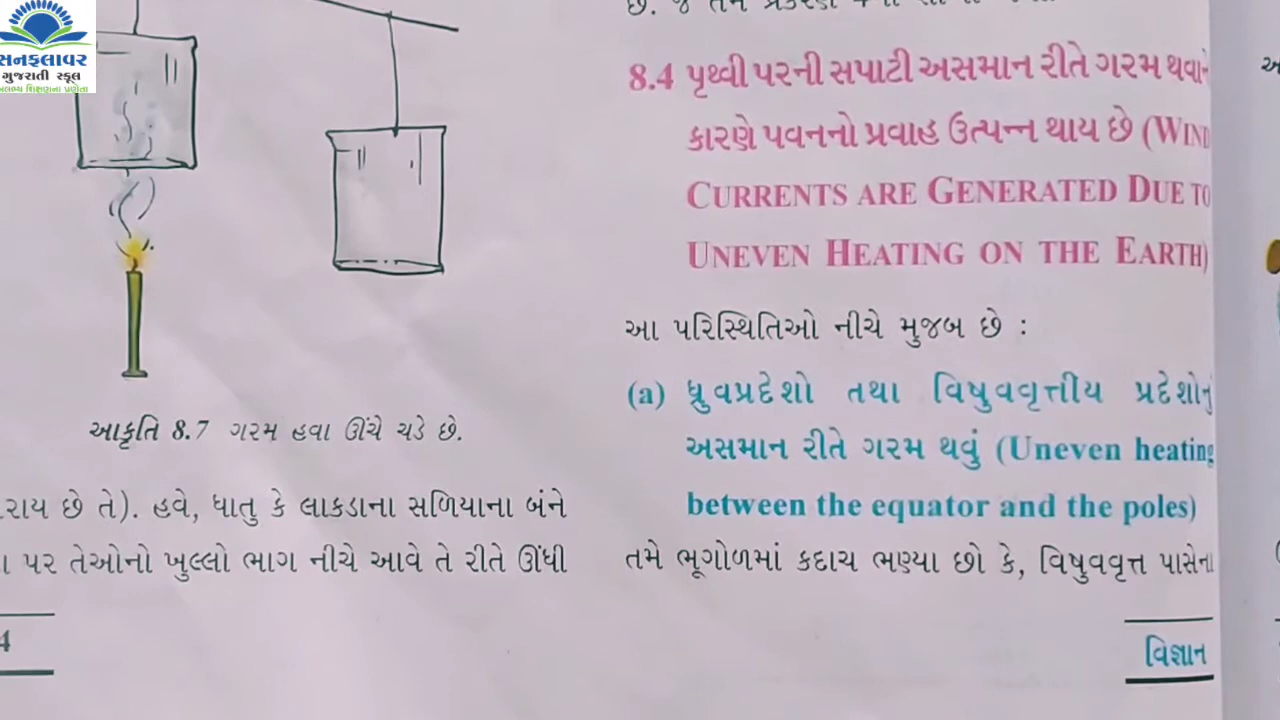 સનફલાવર
ગુજરાતી સ્કૂલ
આકૃતિ 8.7 ગરમ હવા ઊંચે ચડે છે.
છે તે). હવે, ધાતુ કે લાકડાના સળિયાના બંને
પર તેઓનો ખુલ્લો ભાગ નીચે આવે તે રીતે ઊંધી
4
8.4 પૃથ્વી પરની સપાટી અસમાન રીતે ગરમ થવાને
કારણે પવનનો પ્રવાહ ઉત્પન્ન થાય છે (WIND
CURRENTS ARE GENERATED DUE TO
UNEVEN HEATING ON THE EARTH)
આ પરિસ્થિતિઓ નીચે મુજબ છે :
(a) ધ્રુવપ્રદેશો તથા વિષુવવૃત્તીય પ્રદેશોનું
અસમાન રીતે ગરમ થવું (Uneven heating
between the equator and the poles)
તમે ભૂગોળમાં કદાચ ભણ્યા છો કે, વિષુવવૃત્ત પાસેના
વિજ્ઞાન